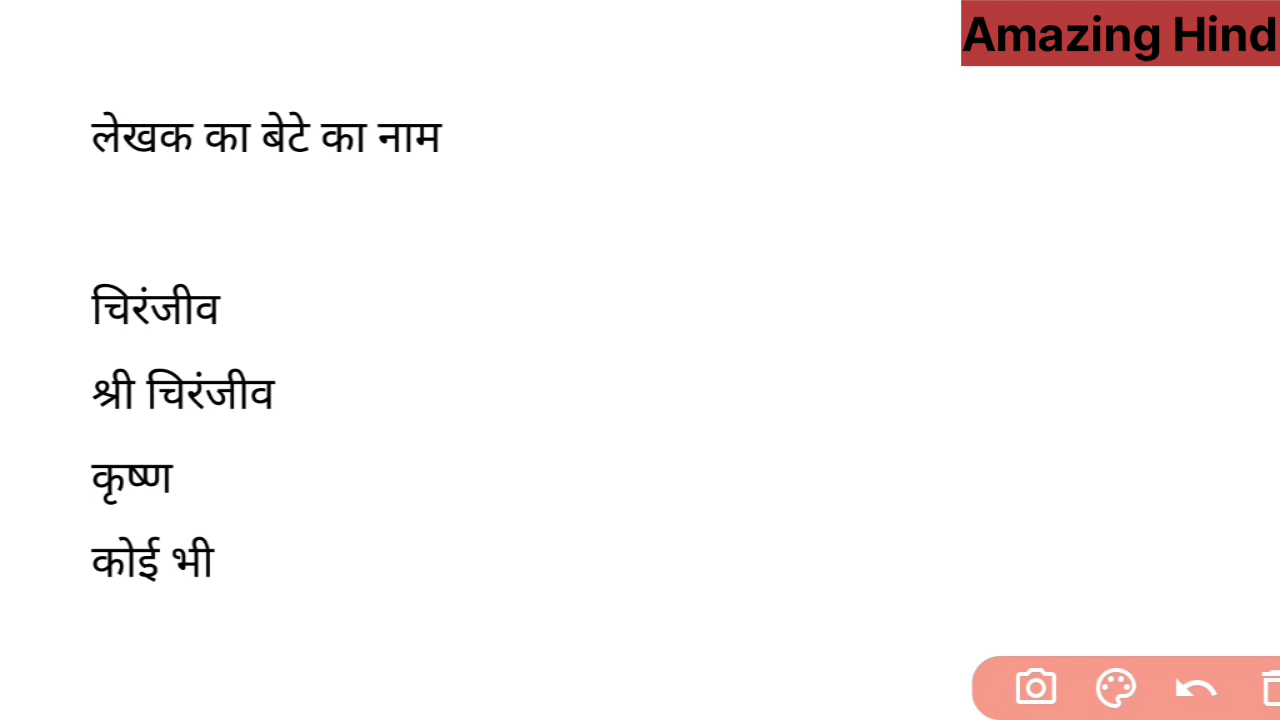 Amazing Hind
लेखक का बेटे का नाम
चिरंजीव
श्री चिरंजीव
कृष्ण
कोई भी